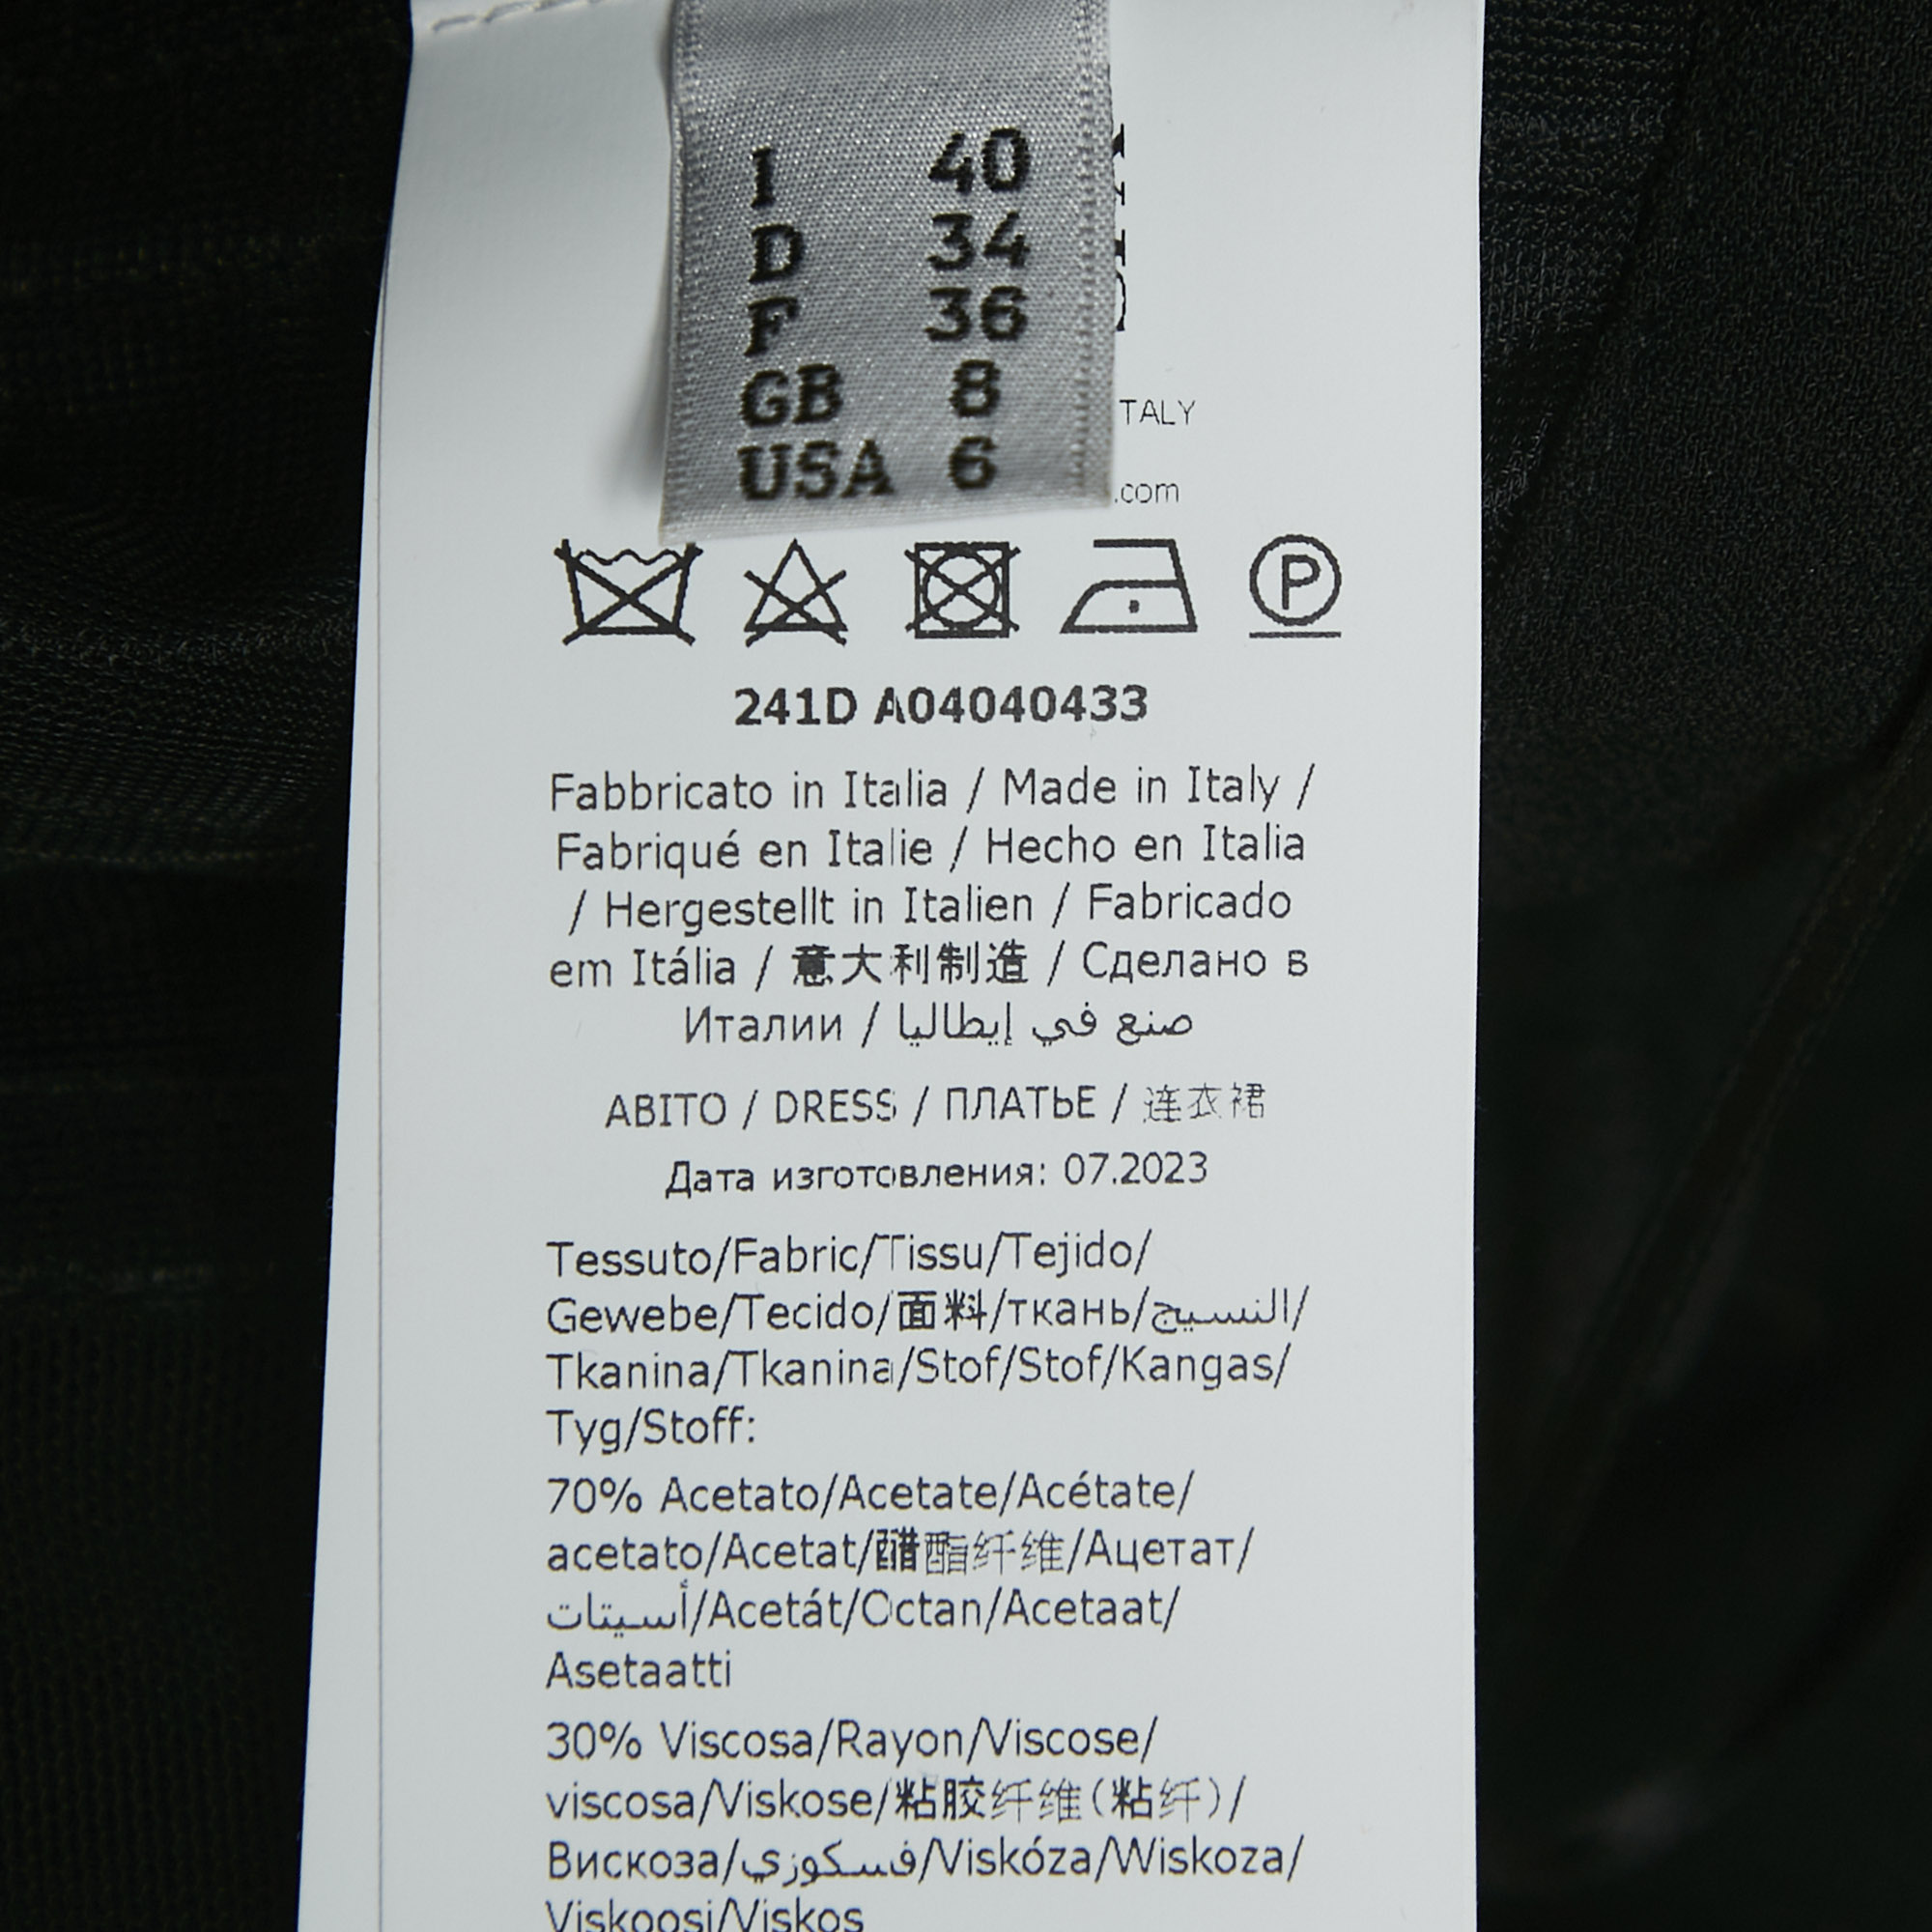 I 40
D 34
F 36
GB 8
USA 6
TALY
.com
P
241D A04040433
Fabbricato in Italia / Made in Italy /
Fabriqué en Italie / Hecho en Italia
/ Hergestellt in Italien / Fabricado
em Itália / 意大利制造 / Сделано в
Италии / صنع في إيطاليا
ABITO / DRESS / ПЛАТЬЕ / 连衣裙
Дата изготовления: 07.2023
Tessuto/Fabric/Tissu/Tejido/
Gewebe/Tecido/面料/ткань/النسيج/
Tkanina/Tkanina/Stof/Stof/Kangas/
Tyg/Stoff:
70% Acetato/Acetate/Acétate/
acetato/Acetat/醋酯纤维/Ацетат/
أسيتات/Acetát/Octan/Acetaat/
Asetaatti
30% Viscosa/Rayon/Viscose/
viscosa/Viskose/粘胶纤维(粘纤)/
Вискоза/فسكوزي/Viskóza/Wiskoza/
Viskoosi/Viskos